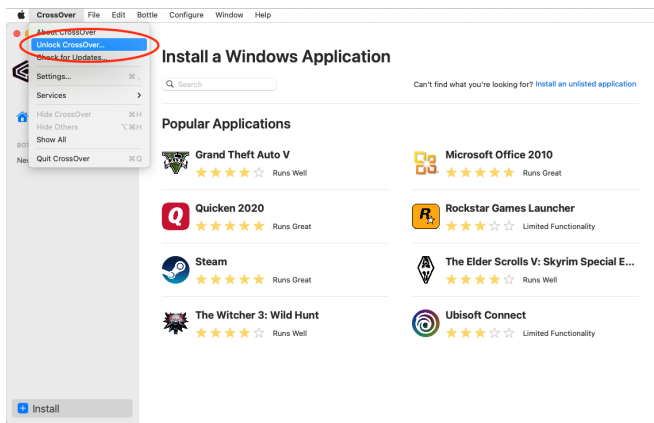 CrossOver File Edit Bottle Configure Window Help
About CrossOver
Unlock CrossOver...
Check for Updates...
Settings... ⌘ ,
Services >
Hide CrossOver ⌘H
Hide Others ⌥⌘H
Show All
Quit CrossOver ⌘Q
Install
Install a Windows Application
Search
Can't find what you're looking for? Install an unlisted application
Popular Applications
Grand Theft Auto V
Runs Well
Microsoft Office 2010
Runs Great
Quicken 2020
Runs Great
Rockstar Games Launcher
Limited Functionality
Steam
Runs Great
The Elder Scrolls V: Skyrim Special E...
Runs Well
The Witcher 3: Wild Hunt
Runs Well
Ubisoft Connect
Limited Functionality